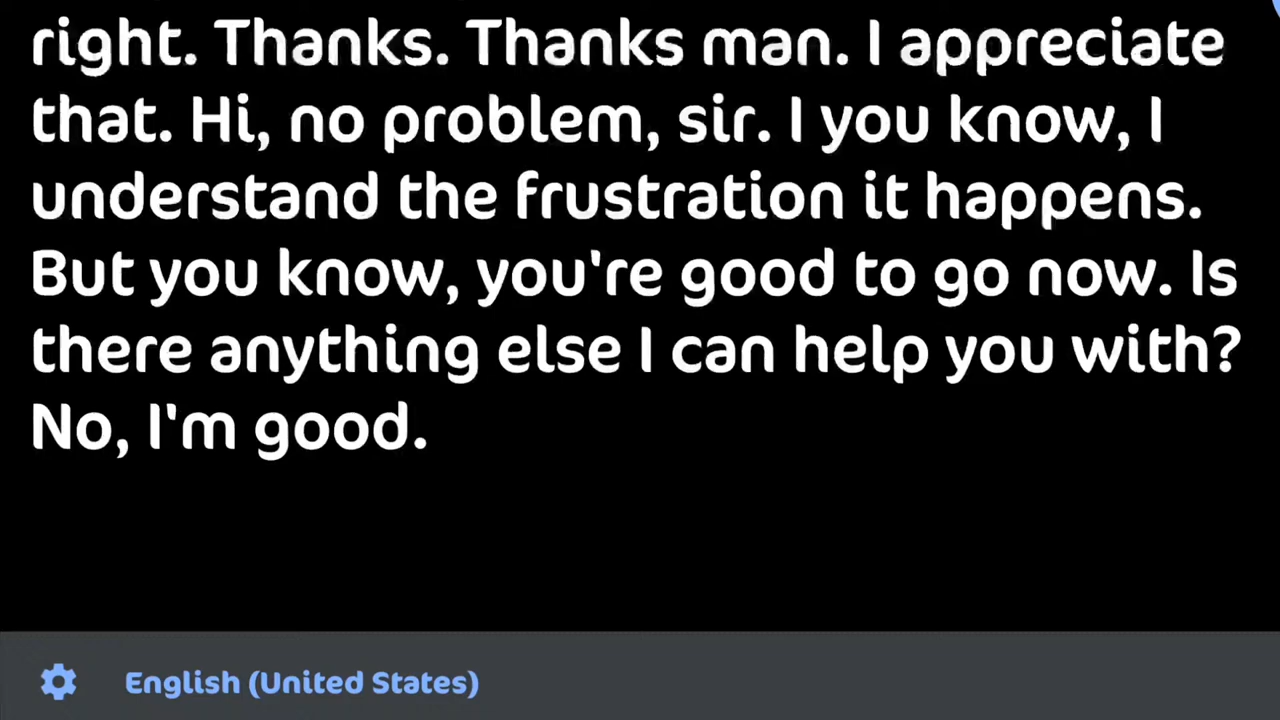 right. Thanks. Thanks man. I appreciate
that. Hi, no problem, sir. I you know, I
understand the frustration it happens.
But you know, you're good to go now. Is
there anything else I can help you with?
No, I'm good.
English (United States)